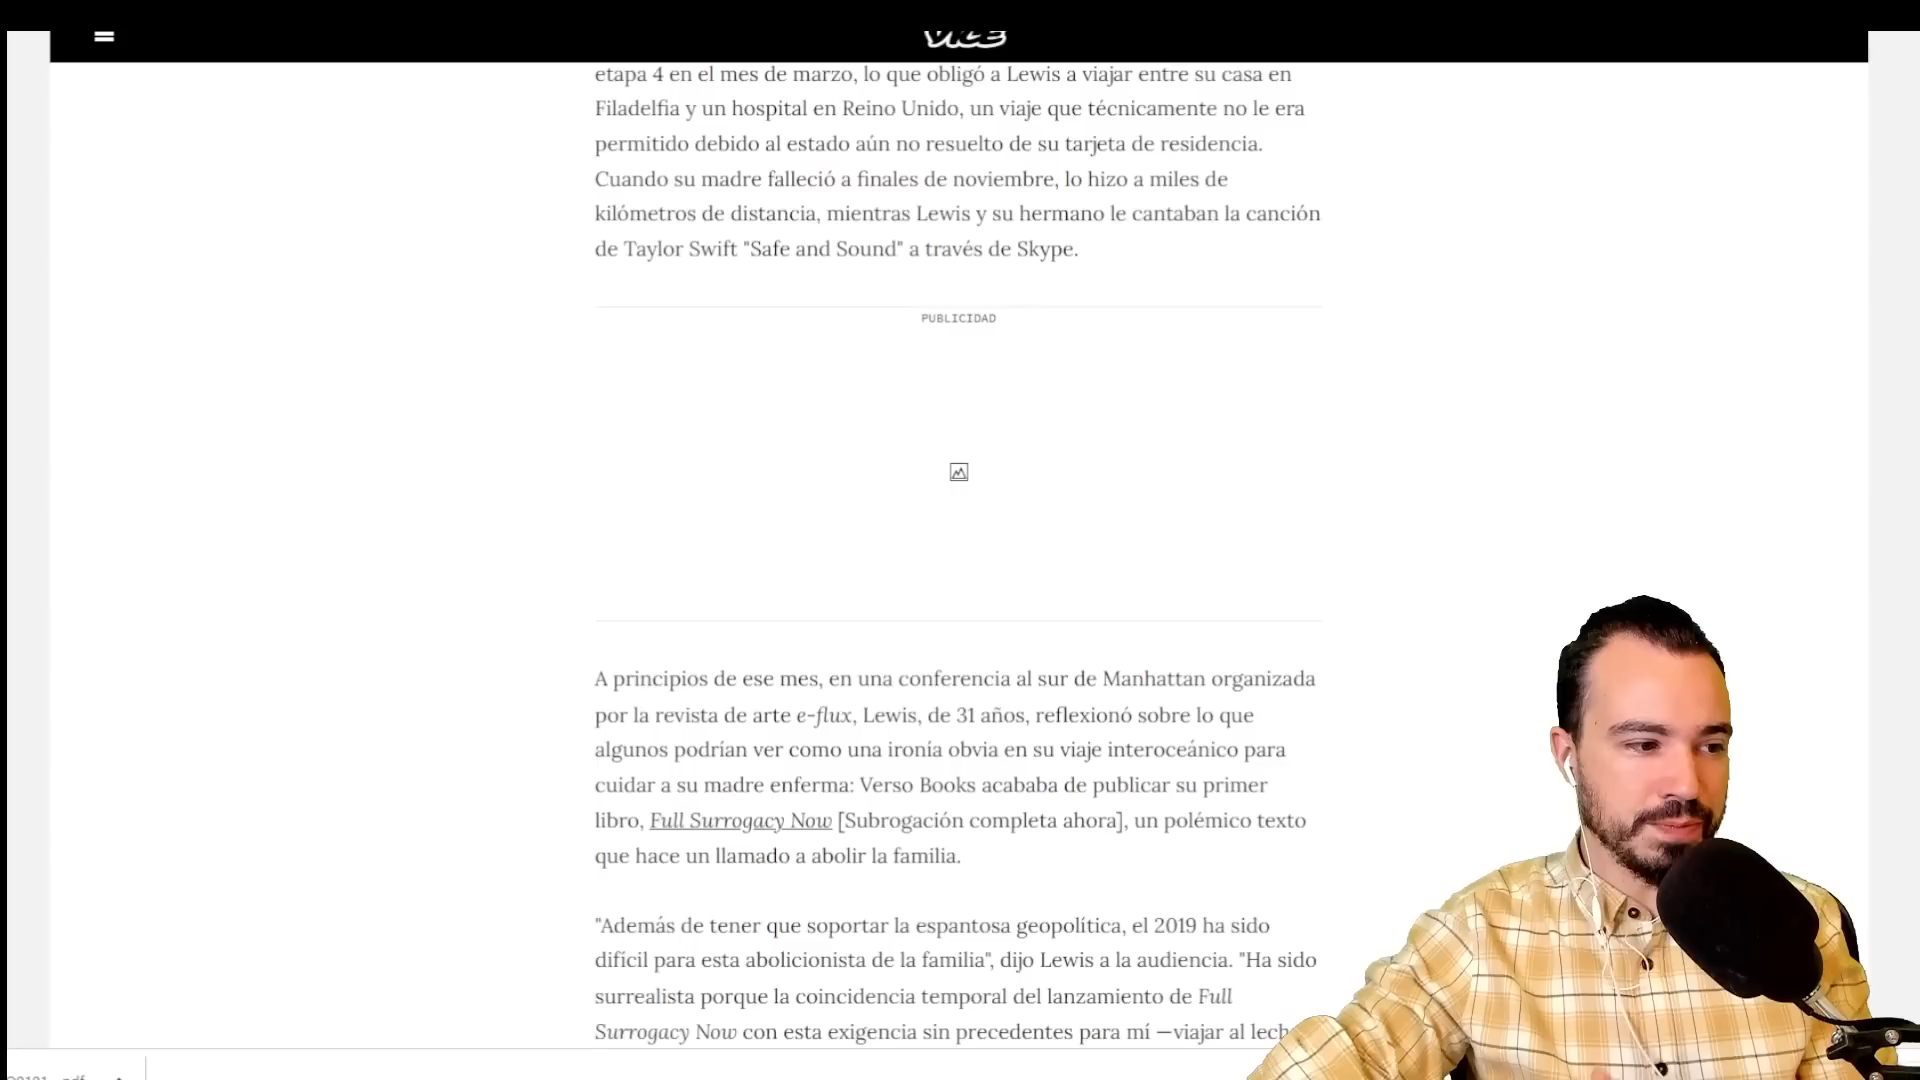 VICE
etapa 4 en el mes de marzo, lo que obligó a Lewis a viajar entre su casa en
Filadelfia y un hospital en Reino Unido, un viaje que técnicamente no le era
permitido debido al estado aún no resuelto de su tarjeta de residencia.
Cuando su madre falleció a finales de noviembre, lo hizo a miles de
kilómetros de distancia, mientras Lewis y su hermano le cantaban la canción
de Taylor Swift "Safe and Sound" a través de Skype.
PUBLICIDAD
A principios de ese mes, en una conferencia al sur de Manhattan organizada
por la revista de arte e-flux, Lewis, de 31 años, reflexionó sobre lo que
algunos podrían ver como una ironía obvia en su viaje interoceánico para
cuidar a su madre enferma: Verso Books acababa de publicar su primer
libro, Full Surrogacy Now [Subrogación completa ahora], un polémico texto
que hace un llamado a abolir la familia.
"Además de tener que soportar la espantosa geopolítica, el 2019 ha sido
difícil para esta abolicionista de la familia", dijo Lewis a la audiencia. "Ha sido
surrealista porque la coincidencia temporal del lanzamiento de Full
Surrogacy Now con esta exigencia sin precedentes para mí —viajar al